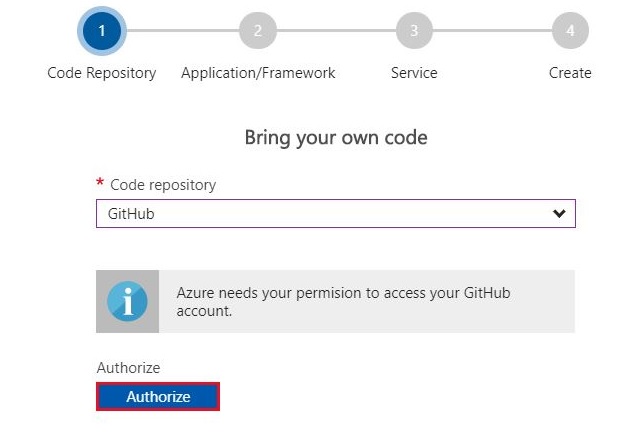 1 2 3 4
Code Repository Application/Framework Service Create
Bring your own code
* Code repository
GitHub
i
Azure needs your permision to access your GitHub
account.
Authorize
Authorize